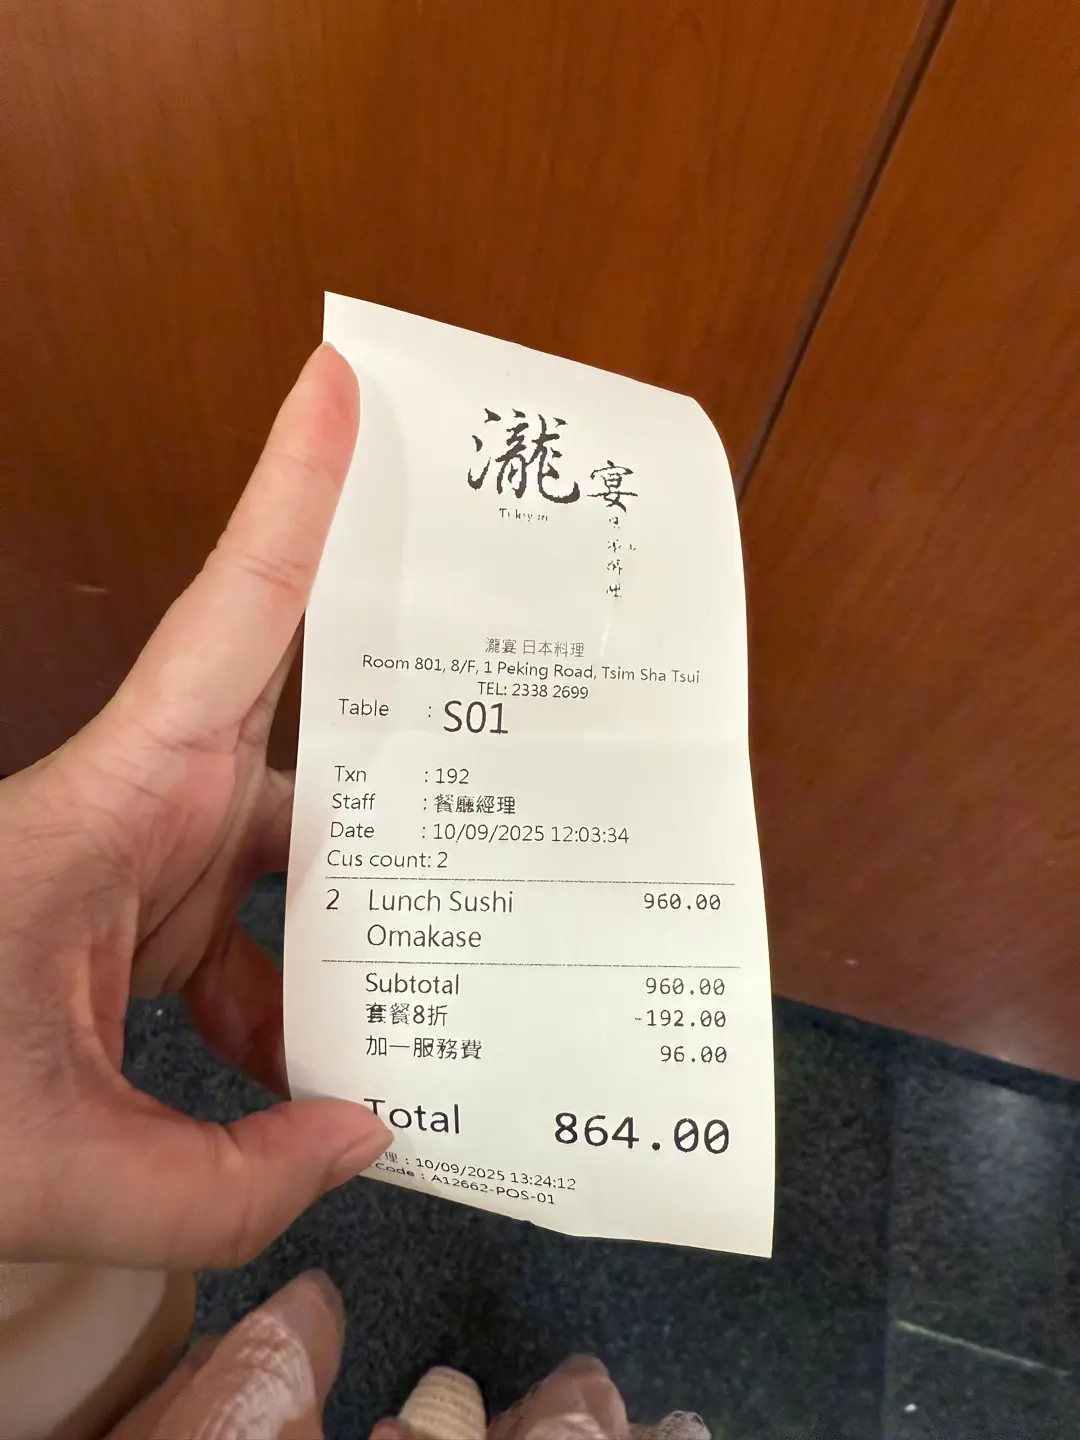 瀧宴
瀧宴 日本料理
Room 801, 8/F, 1 Peking Road, Tsim Sha Tsui
TEL: 2338 2699
Table : S01
Txn : 192
Staff : 餐廳經理
Date : 10/09/2025 12:03:34
Cus count: 2
2 Lunch Sushi 960.00
Omakase
Subtotal 960.00
套餐8折 -192.00
加一服務費 96.00
Total 864.00
理 : 10/09/2025 13:24:12
Code : A12662-POS-01